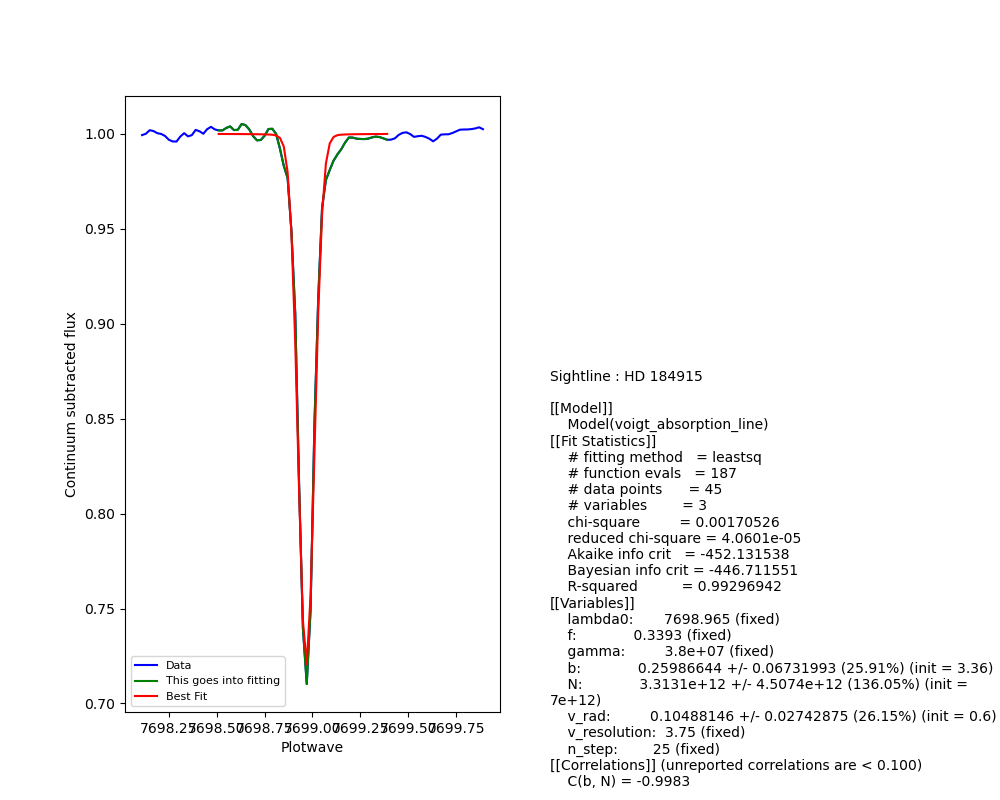 1.00
0.95
0.90
0.85
0.80
0.75
0.70
Continuum subtracted flux
Data
This goes into fitting
Best Fit
7698.25 7698.50 7698.75 7699.00 7699.25 7699.50 7699.75
Plotwave
Sightline : HD 184915
[[Model]]
Model(voigt_absorption_line)
[[Fit Statistics]]
# fitting method = leastsq
# function evals = 187
# data points = 45
# variables = 3
chi-square = 0.00170526
reduced chi-square = 4.0601e-05
Akaike info crit = -452.131538
Bayesian info crit = -446.711551
R-squared = 0.99296942
[[Variables]]
lambda0: 7698.965 (fixed)
f: 0.3393 (fixed)
gamma: 3.8e+07 (fixed)
b: 0.25986644 +/- 0.06731993 (25.91%) (init = 3.36)
N: 3.3131e+12 +/- 4.5074e+12 (136.05%) (init =
7e+12)
v_rad: 0.10488146 +/- 0.02742875 (26.15%) (init = 0.6)
v_resolution: 3.75 (fixed)
n_step: 25 (fixed)
[[Correlations]] (unreported correlations are < 0.100)
C(b, N) = -0.9983